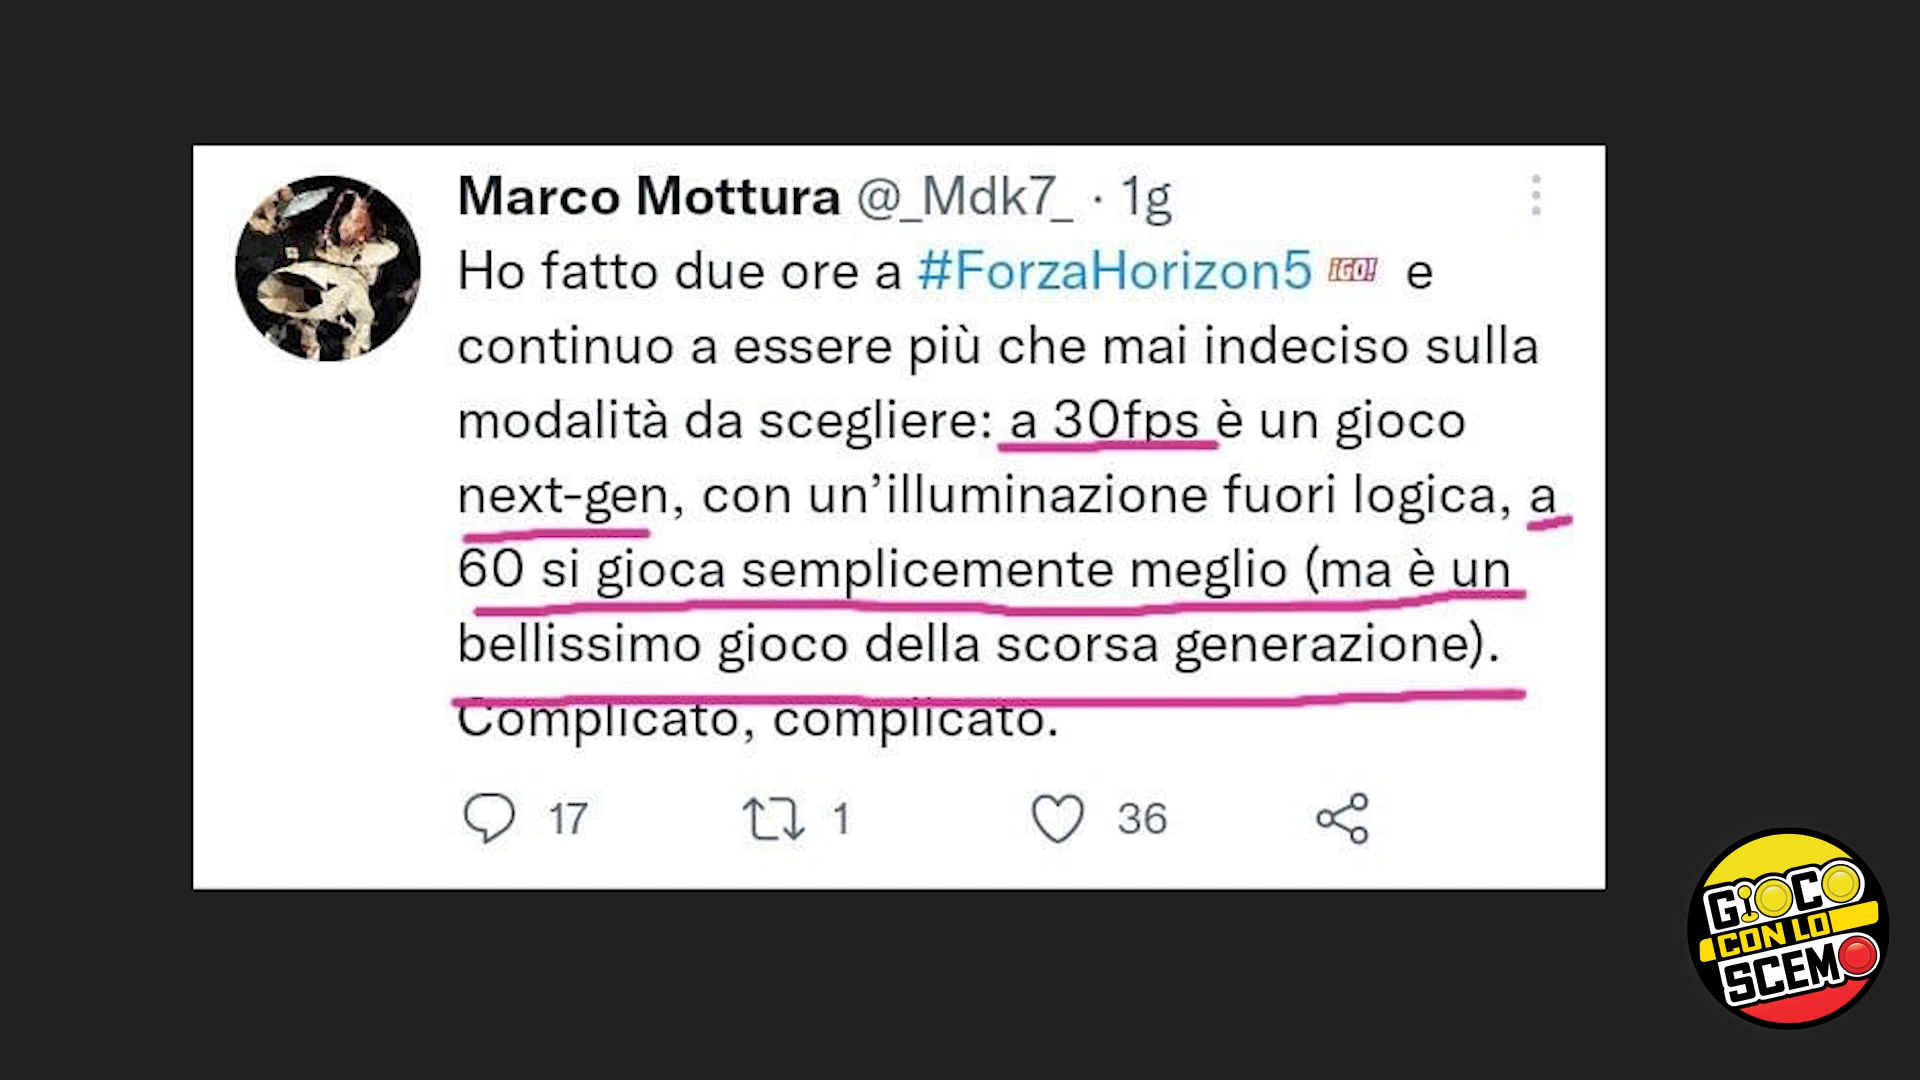 Marco Mottura @_Mdk7_ · 1g
Ho fatto due ore a #ForzaHorizon5 ¡GO! e
continuo a essere più che mai indeciso sulla
modalità da scegliere: a 30fps è un gioco
next-gen, con un’illuminazione fuori logica, a
60 si gioca semplicemente meglio (ma è un
bellissimo gioco della scorsa generazione).
Complicato, complicato.
17 1 36
GIOCO
CON LO
SCEMO